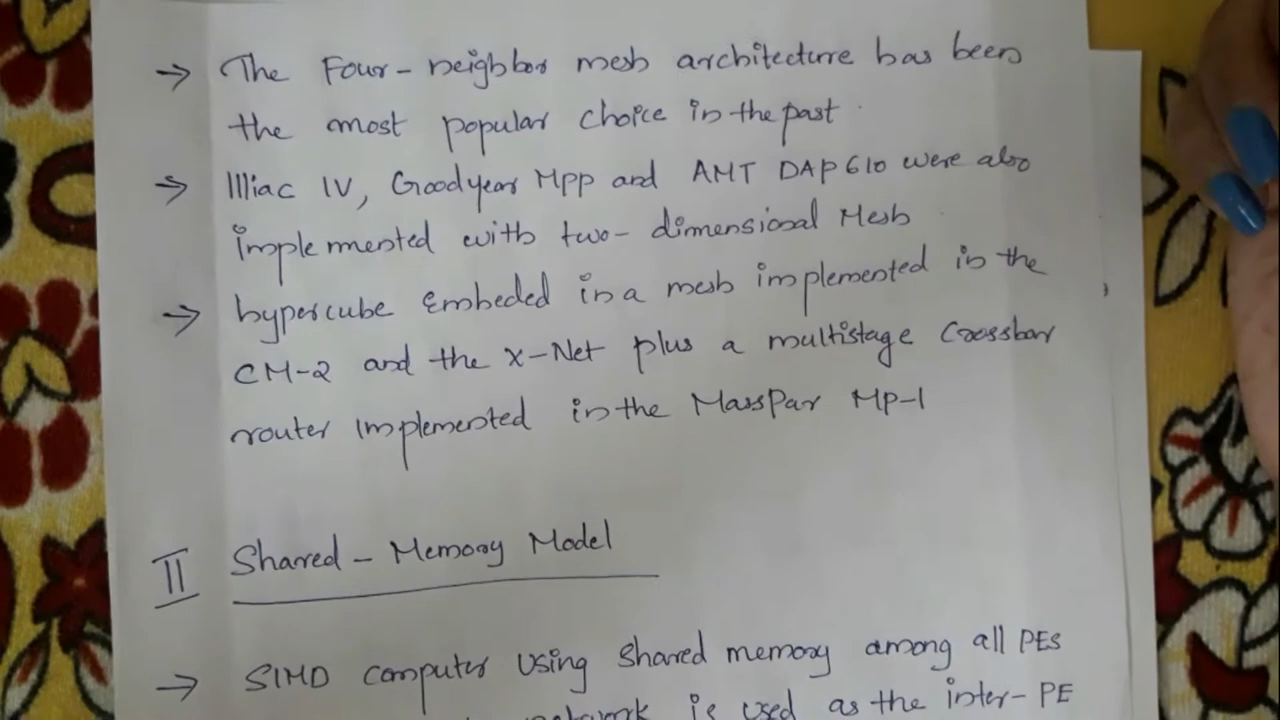 → The Four-neighbor mesh architecture has been
the most popular choice in the past.
→ Illiac IV, Goodyear MPP and AMT DAP610 were also
implemented with two-dimensional Mesh
→ hypercube Embeded in a mesh implemented in the
CM-2 and the X-Net plus a multistage Crossbar
router implemented in the MassPar MP-1
II Shared-Memory Model
→ SIMD computer Using Shared memory among all PES
network is used as the inter-PE